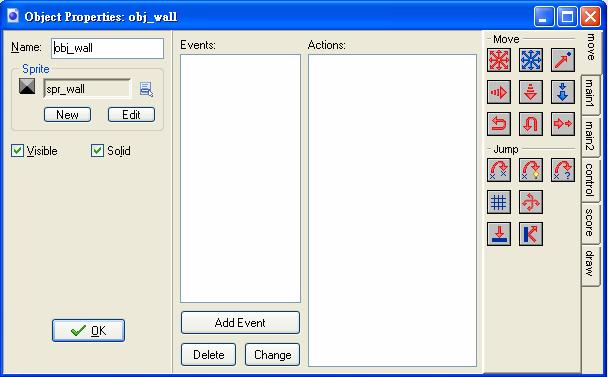 Object Properties: obj_wall
Name: obj_wall
Sprite
spr_wall
New Edit
Visible Solid
OK
Events:
Add Event
Delete Change
Actions:
Move
Jump
move
main1
main2
control
score
draw